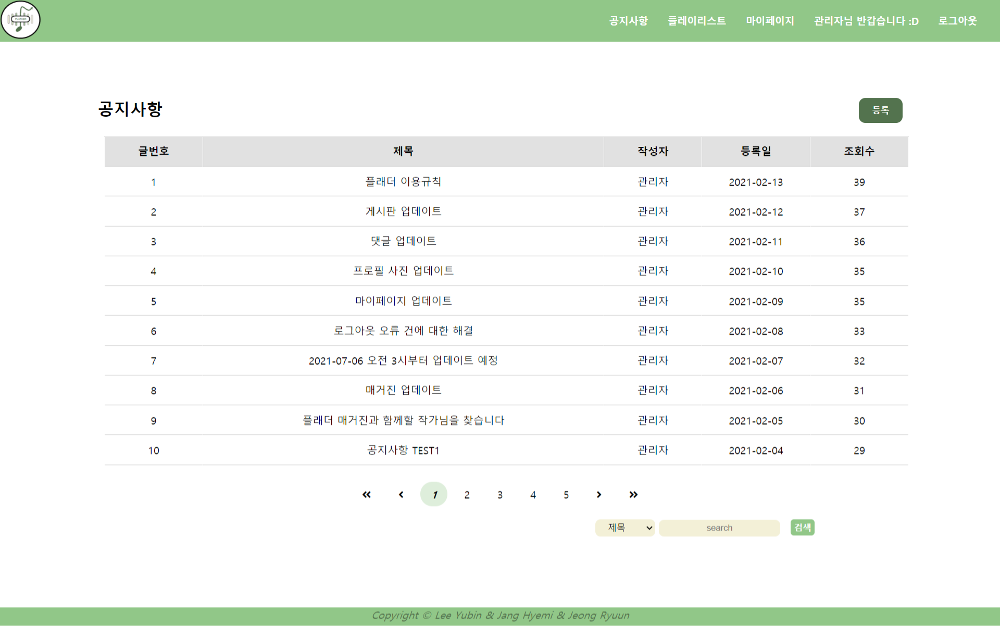 PLATHER
공지사항 플레이리스트 마이페이지 관리자님 반갑습니다 :D 로그아웃
공지사항
등록
글번호 제목 작성자 등록일 조회수
1 플래더 이용규칙 관리자 2021-02-13 39
2 게시판 업데이트 관리자 2021-02-12 37
3 댓글 업데이트 관리자 2021-02-11 36
4 프로필 사진 업데이트 관리자 2021-02-10 35
5 마이페이지 업데이트 관리자 2021-02-09 35
6 로그아웃 오류 건에 대한 해결 관리자 2021-02-08 33
7 2021-07-06 오전 3시부터 업데이트 예정 관리자 2021-02-07 32
8 매거진 업데이트 관리자 2021-02-06 31
9 플래더 매거진과 함께할 작가님을 찾습니다 관리자 2021-02-05 30
10 공지사항 TEST1 관리자 2021-02-04 29
« ‹ 1 2 3 4 5 › »
제목 search 검색
Copyright © Lee Yubin & Jang Hyemi & Jeong Ryuun